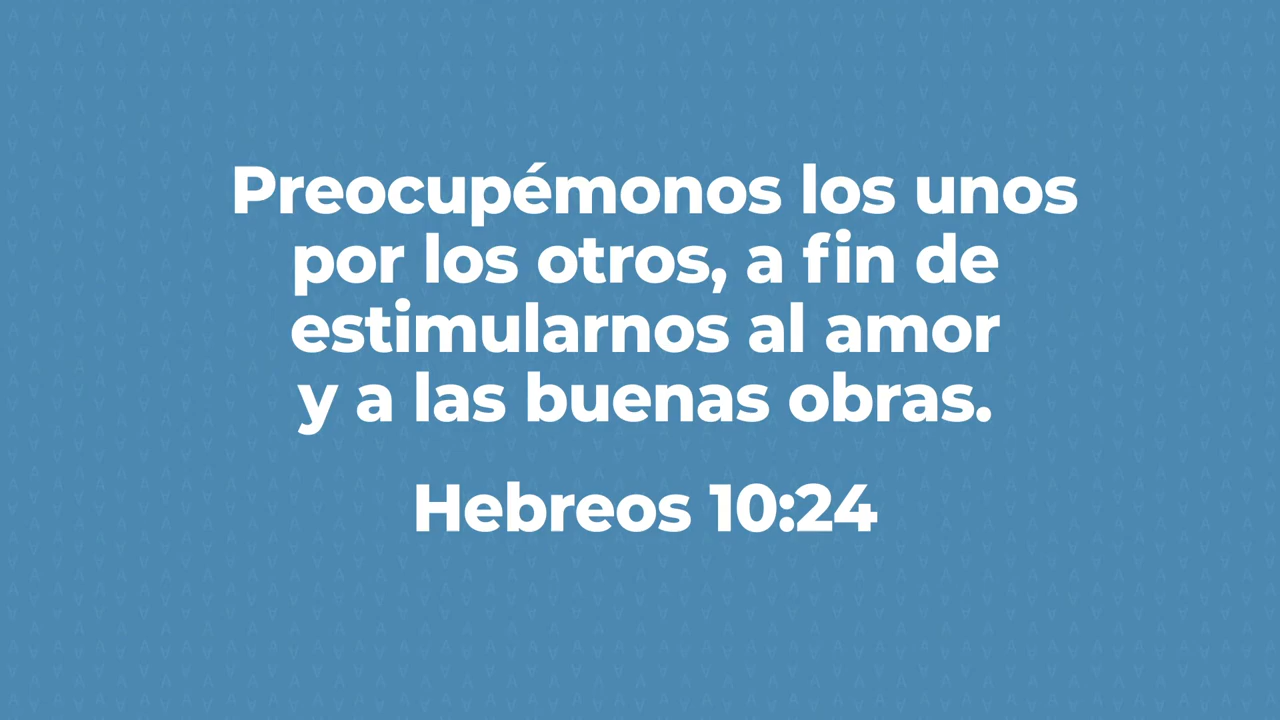 Preocupémonos los unos
por los otros, a fin de
estimularnos al amor
y a las buenas obras.
Hebreos 10:24